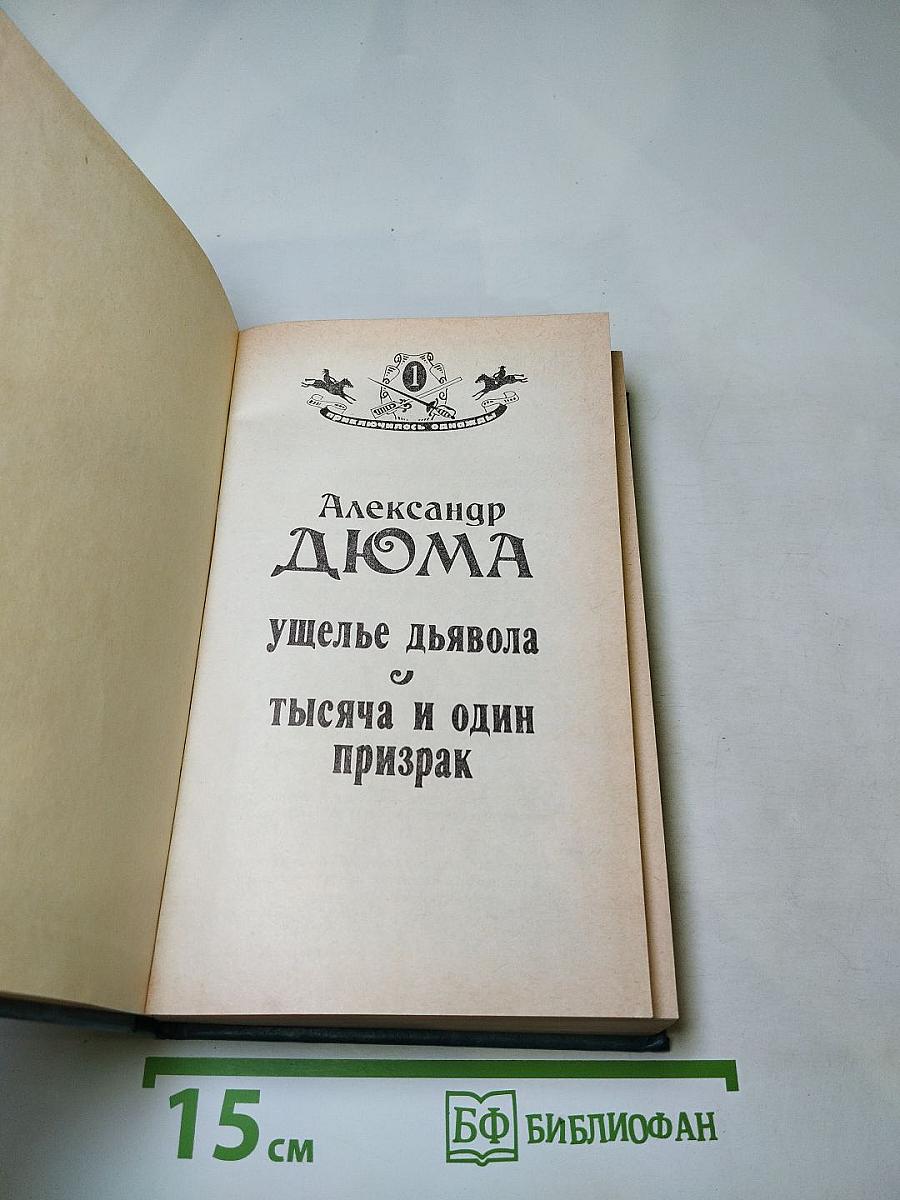 1
приключилось однажды
Александр
ДЮМА
ущелье дьявола
тысяча и один
призрак
15 см
БФ БИБЛИОФАН